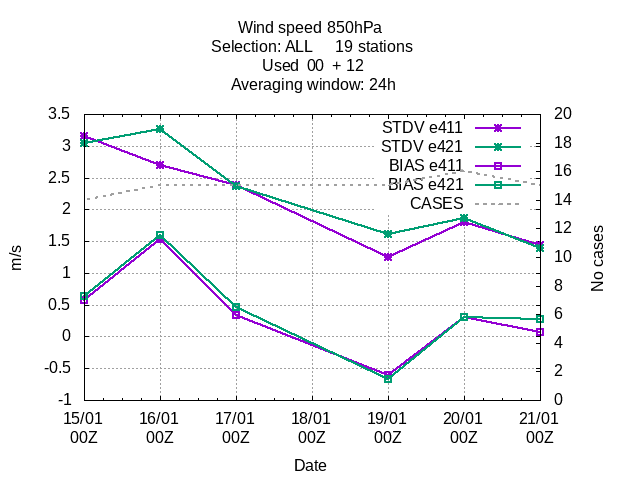 Wind speed 850hPa
Selection: ALL 19 stations
Used 00 + 12
Averaging window: 24h
3.5
3
2.5
2
1.5
1
0.5
0
-0.5
-1
m/s
20
18
16
14
12
10
8
6
4
2
0
No cases
STDV e411
STDV e421
BIAS e411
BIAS e421
CASES
15/01 16/01 17/01 18/01 19/01 20/01 21/01
00Z 00Z 00Z 00Z 00Z 00Z 00Z
Date